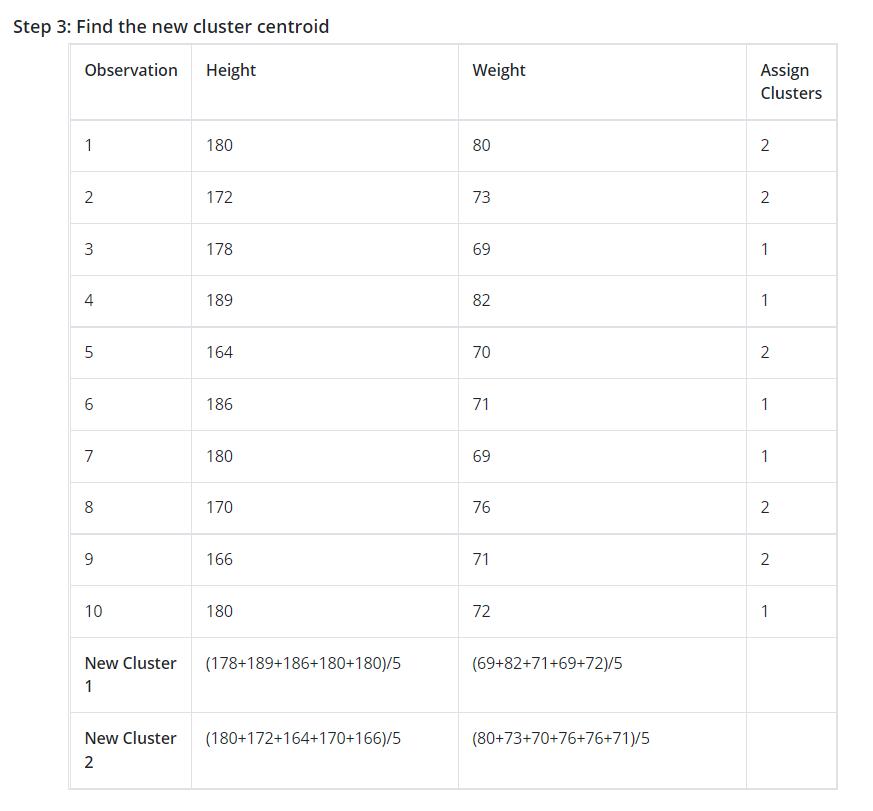 Step 3: Find the new cluster centroid
Observation Height Weight Assign
Clusters
1 180 80 2
2 172 73 2
3 178 69 1
4 189 82 1
5 164 70 2
6 186 71 1
7 180 69 1
8 170 76 2
9 166 71 2
10 180 72 1
New Cluster (178+189+186+180+180)/5 (69+82+71+69+72)/5
1
New Cluster (180+172+164+170+166)/5 (80+73+70+76+76+71)/5
2